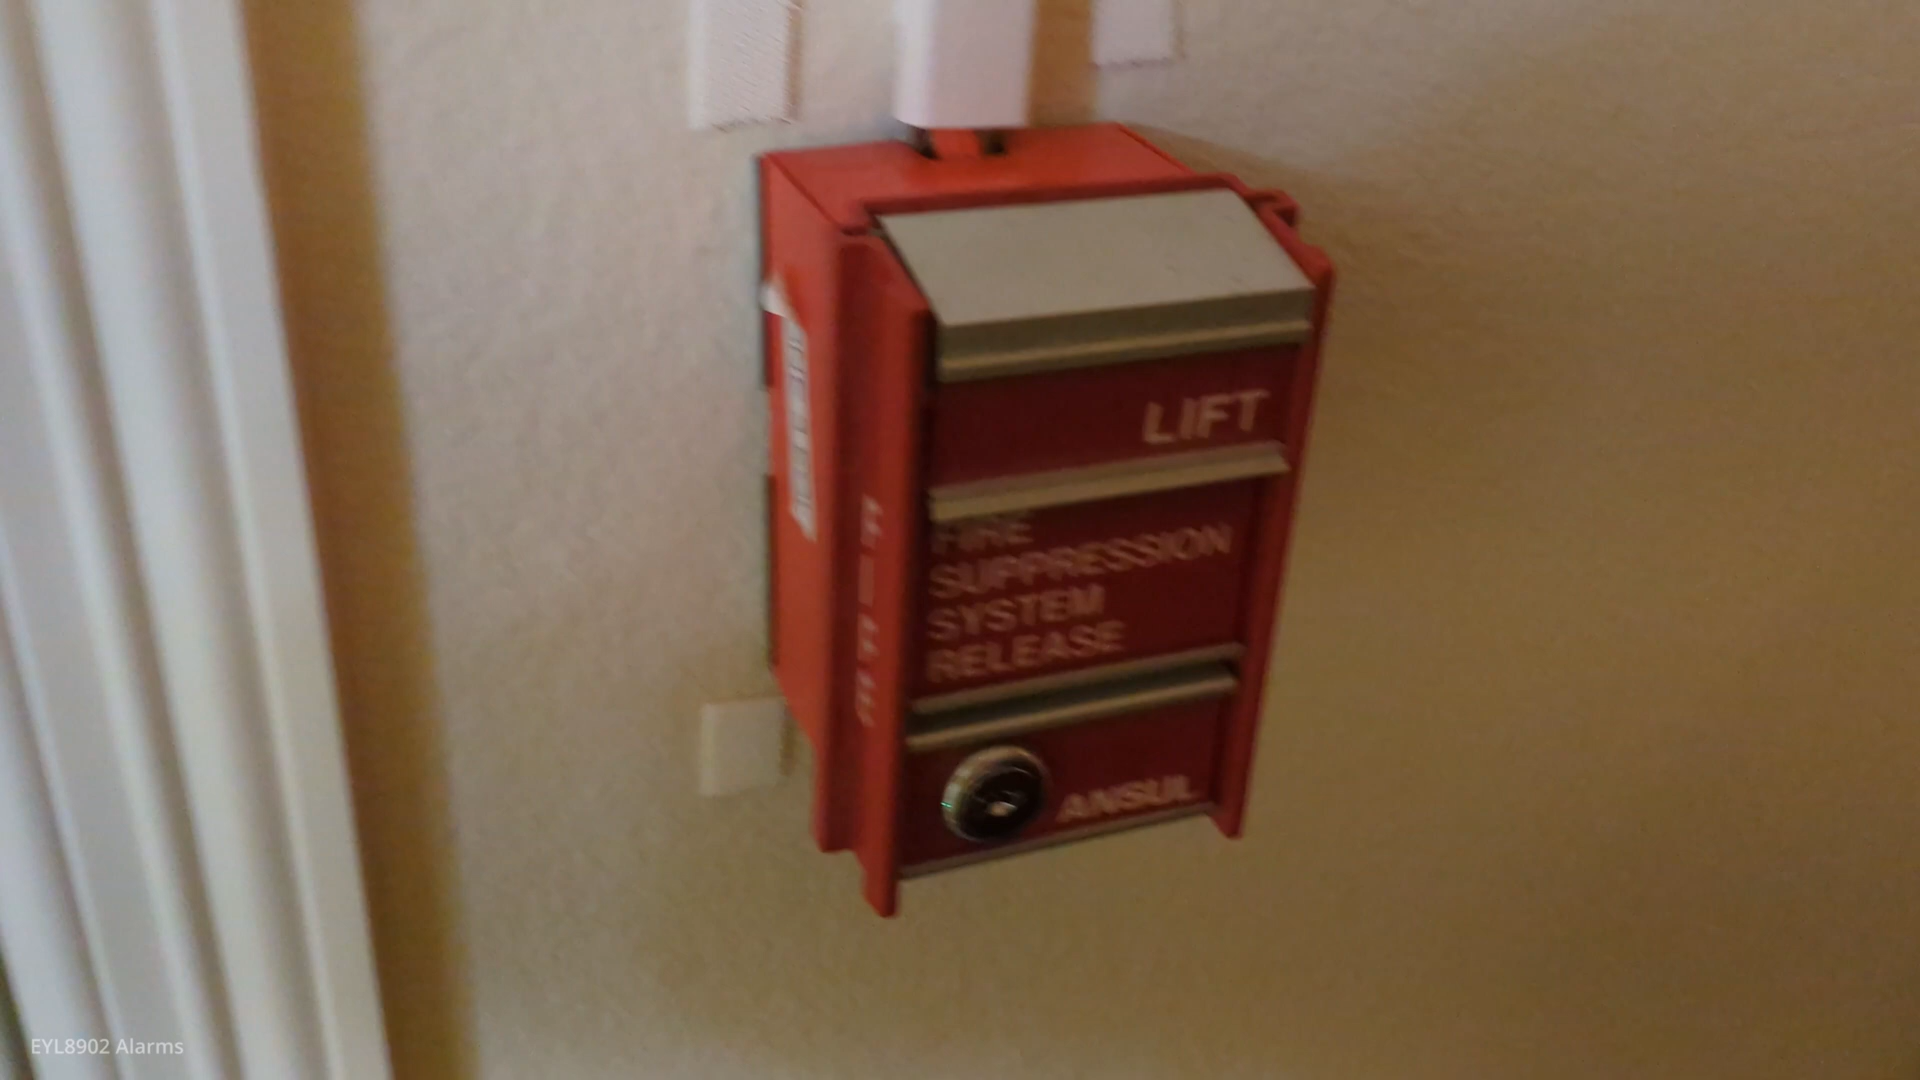 LIFT
FIRE
SUPPRESSION
SYSTEM
RELEASE
ANSUL
EYL8902 Alarms